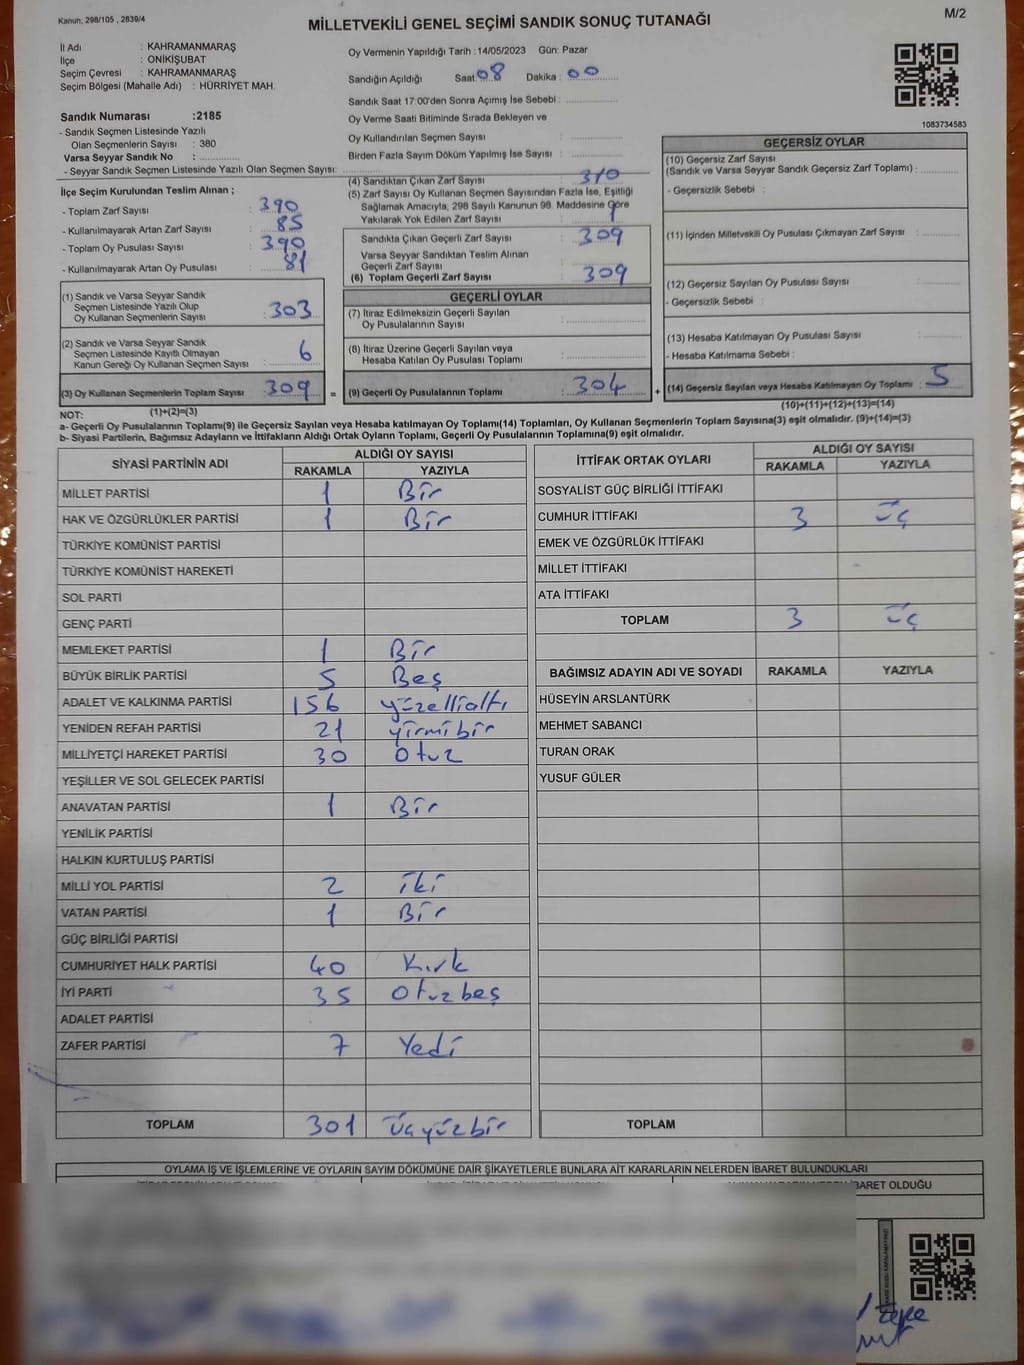 Kanun: 298/105 , 2839/4
MİLLETVEKİLİ GENEL SEÇİMİ SANDIK SONUÇ TUTANAĞI
M/2
İl Adı : KAHRAMANMARAŞ
İlçe : ONİKİŞUBAT
Seçim Çevresi : KAHRAMANMARAŞ
Seçim Bölgesi (Mahalle Adı) : HÜRRİYET MAH.
Oy Vermenin Yapıldığı Tarih :14/05/2023 Gün: Pazar
Sandığın Açıldığı Saat: 08 Dakika : 00
Sandık Saat 17:00'den Sonra Açımış İse Sebebi :
Oy Verme Saati Bitiminde Sırada Bekleyen ve
Oy Kullandırılan Seçmen Sayısı :
Birden Fazla Sayım Döküm Yapılmış İse Sayısı :
1083734583
Sandık Numarası :2185
- Sandık Seçmen Listesinde Yazılı
Olan Seçmenlerin Sayısı : 380
Varsa Seyyar Sandık No :
- Seyyar Sandık Seçmen Listesinde Yazılı Olan Seçmen Sayısı:
İlçe Seçim Kurulundan Teslim Alınan ;
- Toplam Zarf Sayısı : 390
- Kullanılmayarak Artan Zarf Sayısı : 85
- Toplam Oy Pusulası Sayısı : 390
- Kullanılmayarak Artan Oy Pusulası : 81
(1) Sandık ve Varsa Seyyar Sandık
Seçmen Listesinde Yazılı Olup
Oy Kullanan Seçmenlerin Sayısı : 303
(2) Sandık ve Varsa Seyyar Sandık
Seçmen Listesinde Kayıtlı Olmayan
Kanun Gereği Oy Kullanan Seçmen Sayısı : 6
(3) Oy Kullanan Seçmenlerin Toplam Sayısı : 309 =
(1)+(2)=(3)
(4) Sandıktan Çıkan Zarf Sayısı : 310
(5) Zarf Sayısı Oy Kullanan Seçmen Sayısından Fazla İse, Eşitliği
Sağlamak Amacıyla, 298 Sayılı Kanunun 98. Maddesine Göre
Yakılarak Yok Edilen Zarf Sayısı : 1
Sandıkta Çıkan Geçerli Zarf Sayısı : 309
Varsa Seyyar Sandıktan Teslim Alınan
Geçerli Zarf Sayısı :
(6) Toplam Geçerli Zarf Sayısı : 309
GEÇERLİ OYLAR
(7) İtiraz Edilmeksizin Geçerli Sayılan
Oy Pusulalarının Sayısı :
(8) İtiraz Üzerine Geçerli Sayılan veya
Hesaba Katılan Oy Pusulası Toplamı :
(9) Geçerli Oy Pusulalarının Toplamı : 304 +
GEÇERSİZ OYLAR
(10) Geçersiz Zarf Sayısı
(Sandık ve Varsa Seyyar Sandık Geçersiz Zarf Toplamı) :
- Geçersizlik Sebebi :
(11) İçinden Milletvekili Oy Pusulası Çıkmayan Zarf Sayısı :
(12) Geçersiz Sayılan Oy Pusulası Sayısı :
- Geçersizlik Sebebi :
(13) Hesaba Katılmayan Oy Pusulası Sayısı :
- Hesaba Katılmama Sebebi :
(14) Geçersiz Sayılan veya Hesaba Katılmayan Oy Toplamı : 5
(10)+(11)+(12)+(13)=(14)
NOT:
a- Geçerli Oy Pusulalarının Toplamı(9) ile Geçersiz Sayılan veya Hesaba katılmayan Oy Toplamı(14) Toplamları, Oy Kullanan Seçmenlerin Toplam Sayısına(3) eşit olmalıdır. (9)+(14)=(3)
b- Siyasi Partilerin, Bağımsız Adayların ve İttifakların Aldığı Ortak Oyların Toplamı, Geçerli Oy Pusulalarının Toplamına(9) eşit olmalıdır.
SİYASİ PARTİNİN ADI ALDIĞI OY SAYISI
RAKAMLA YAZIYLA
MİLLET PARTİSİ 1 Bir
HAK VE ÖZGÜRLÜKLER PARTİSİ 1 Bir
TÜRKİYE KOMÜNİST PARTİSİ
TÜRKİYE KOMÜNİST HAREKETİ
SOL PARTİ
GENÇ PARTİ
MEMLEKET PARTİSİ 1 Bir
BÜYÜK BİRLİK PARTİSİ 5 Beş
ADALET VE KALKINMA PARTİSİ 156 yüzellialtı
YENİDEN REFAH PARTİSİ 21 yirmibir
MİLLİYETÇİ HAREKET PARTİSİ 30 Otuz
YEŞİLLER VE SOL GELECEK PARTİSİ
ANAVATAN PARTİSİ 1 Bir
YENİLİK PARTİSİ
HALKIN KURTULUŞ PARTİSİ
MİLLİ YOL PARTİSİ 2 iki
VATAN PARTİSİ 1 Bir
GÜÇ BİRLİĞİ PARTİSİ
CUMHURİYET HALK PARTİSİ 40 Kırk
İYİ PARTİ 35 Otuzbeş
ADALET PARTİSİ
ZAFER PARTİSİ 7 Yedi
TOPLAM 301 üçyüzbir
İTTİFAK ORTAK OYLARI ALDIĞI OY SAYISI
RAKAMLA YAZIYLA
SOSYALİST GÜÇ BİRLİĞİ İTTİFAKI
CUMHUR İTTİFAKI 3 üç
EMEK VE ÖZGÜRLÜK İTTİFAKI
MİLLET İTTİFAKI
ATA İTTİFAKI
TOPLAM 3 üç
BAĞIMSIZ ADAYIN ADI VE SOYADI RAKAMLA YAZIYLA
HÜSEYİN ARSLANTÜRK
MEHMET SABANCI
TURAN ORAK
YUSUF GÜLER
TOPLAM
OYLAMA İŞ VE İŞLEMLERİNE VE OYLARIN SAYIM DÖKÜMÜNE DAİR ŞİKAYETLERLE BUNLARA AİT KARARLARIN NELERDEN İBARET BULUNDUKLARI
İBARET OLDUĞU